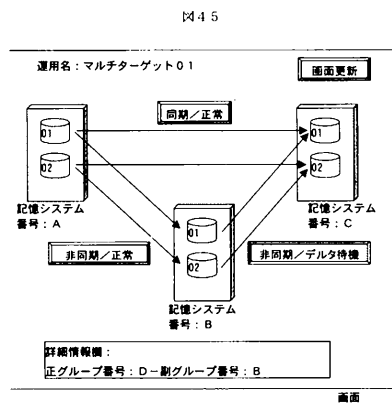 図45
運用名：マルチターゲット01
画面更新
同期／正常
01
02
01
02
記憶システム
番号：A
記憶システム
番号：C
01
02
非同期／正常
非同期／デルタ待機
記憶システム
番号：B
詳細情報欄：
正グループ番号：D－副グループ番号：B
画面